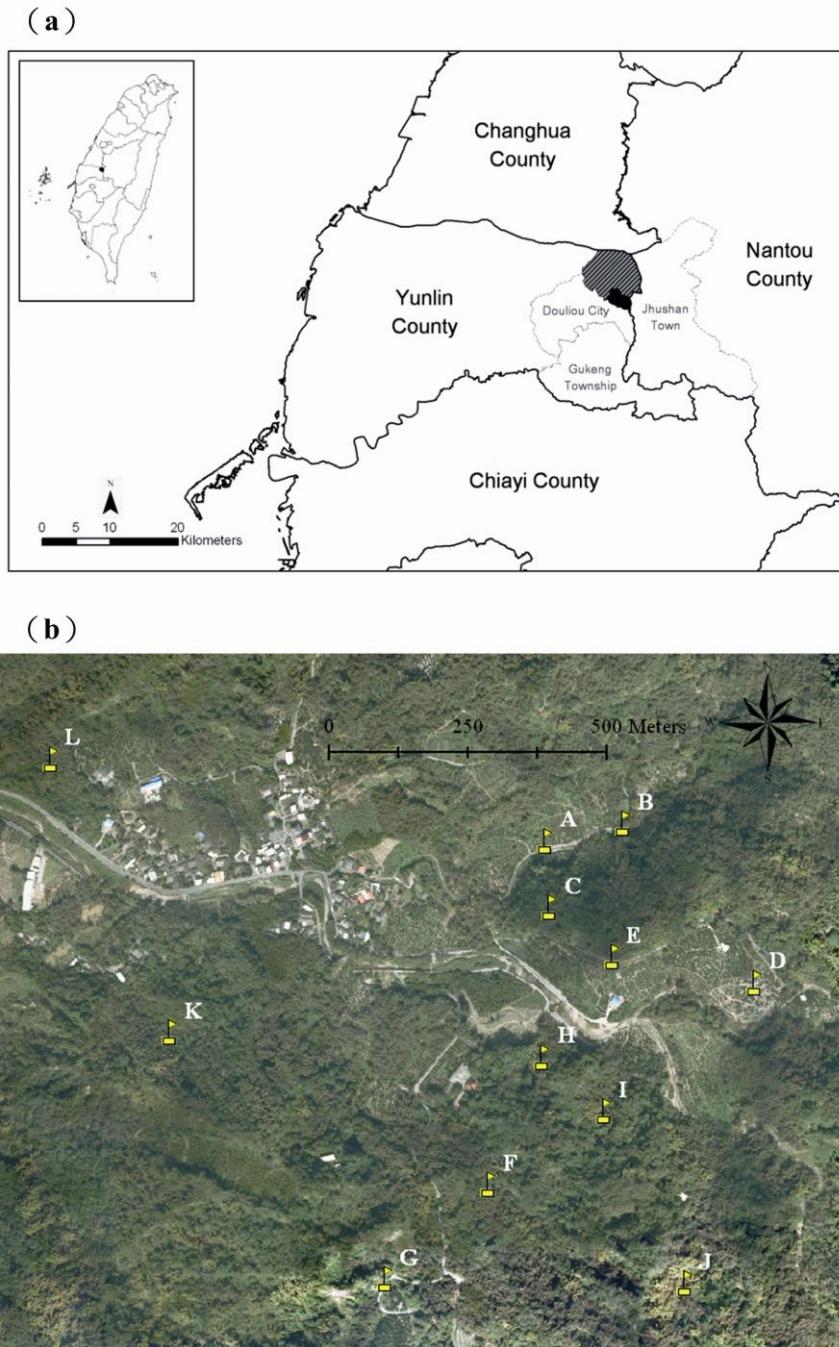 (a)
Changhua
County
Nantou
County
Yunlin
County
Douliou City
Jhushan
Town
Gukeng
Township
Chiayi County
N
0 5 10 20
Kilometers
(b)
N
0 250 500 Meters
W
S
L
B
A
C
E
D
K
H
I
F
G
J